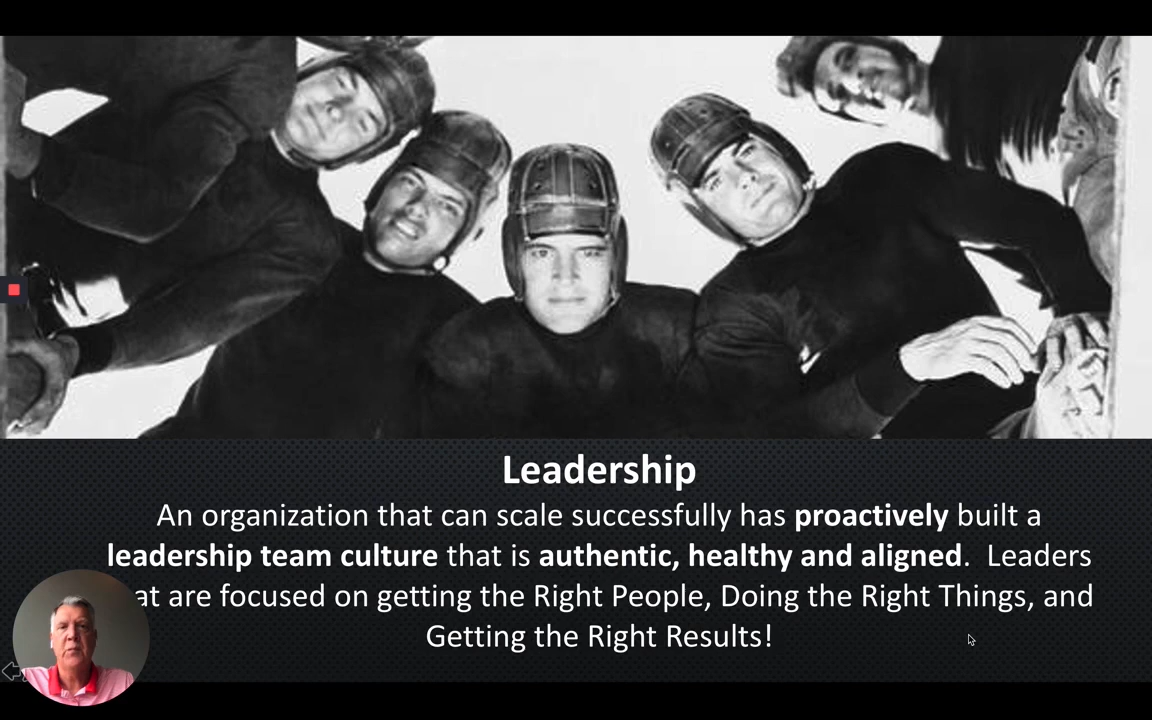 Leadership
An organization that can scale successfully has proactively built a
leadership team culture that is authentic, healthy and aligned.  Leaders
at are focused on getting the Right People, Doing the Right Things, and
Getting the Right Results!